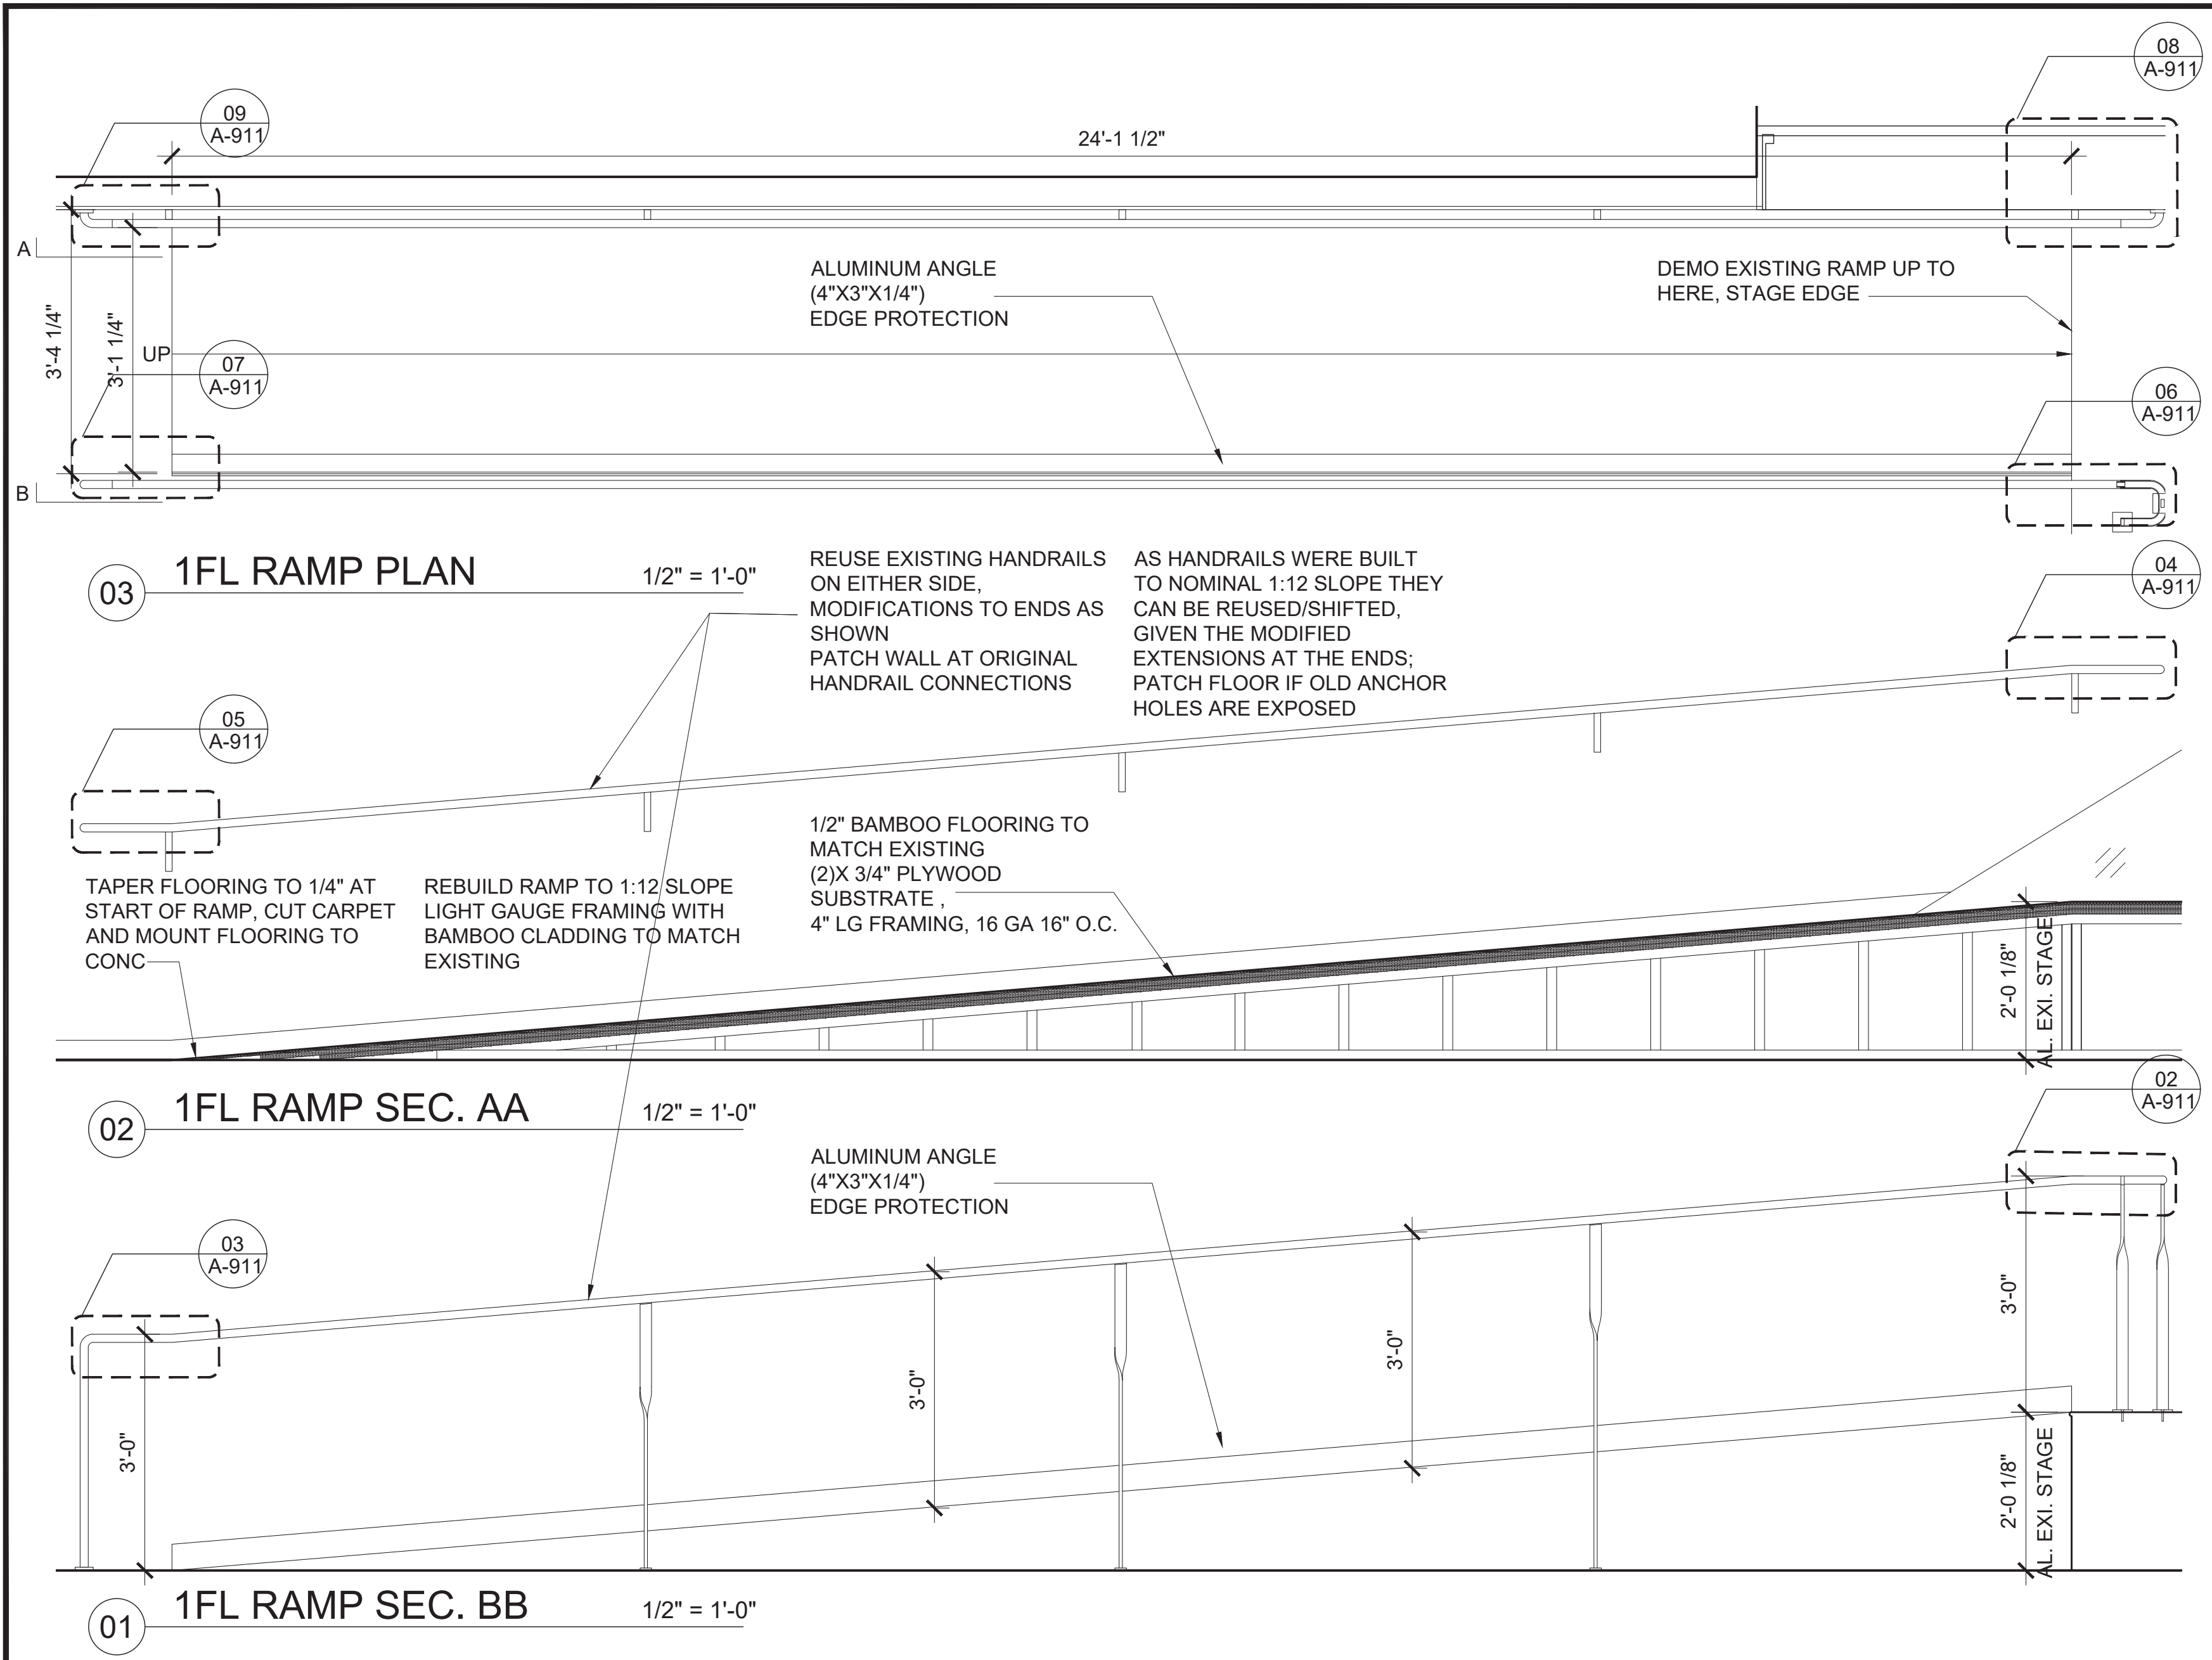 08
A-911
09
A-911
24'-1 1/2"
A
ALUMINUM ANGLE
(4"X3"X1/4")
EDGE PROTECTION
DEMO EXISTING RAMP UP TO
HERE, STAGE EDGE
3'-4 1/4"
3'-1 1/4"
UP
07
A-911
06
A-911
B
03
1FL RAMP PLAN
1/2" = 1'-0"
REUSE EXISTING HANDRAILS
ON EITHER SIDE,
MODIFICATIONS TO ENDS AS
SHOWN
PATCH WALL AT ORIGINAL
HANDRAIL CONNECTIONS
AS HANDRAILS WERE BUILT
TO NOMINAL 1:12 SLOPE THEY
CAN BE REUSED/SHIFTED,
GIVEN THE MODIFIED
EXTENSIONS AT THE ENDS;
PATCH FLOOR IF OLD ANCHOR
HOLES ARE EXPOSED
04
A-911
05
A-911
TAPER FLOORING TO 1/4" AT
START OF RAMP, CUT CARPET
AND MOUNT FLOORING TO
CONC
REBUILD RAMP TO 1:12 SLOPE
LIGHT GAUGE FRAMING WITH
BAMBOO CLADDING TO MATCH
EXISTING
1/2" BAMBOO FLOORING TO
MATCH EXISTING
(2)X 3/4" PLYWOOD
SUBSTRATE ,
4" LG FRAMING, 16 GA 16" O.C.
2'-0 1/8"
AL. EXI. STAGE
02
1FL RAMP SEC. AA
1/2" = 1'-0"
02
A-911
ALUMINUM ANGLE
(4"X3"X1/4")
EDGE PROTECTION
03
A-911
3'-0"
3'-0"
3'-0"
3'-0"
2'-0 1/8"
AL. EXI. STAGE
01
1FL RAMP SEC. BB
1/2" = 1'-0"